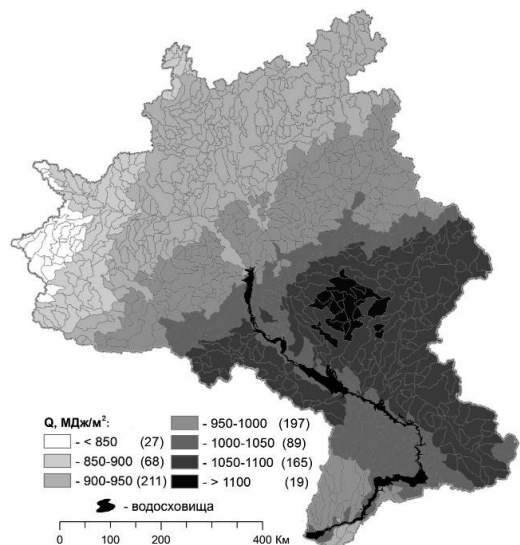 Q, МДж/м²:
- < 850 (27)
- 850-900 (68)
- 900-950 (211)
- 950-1000 (197)
- 1000-1050 (89)
- 1050-1100 (165)
- > 1100 (19)
- водосховища
0 100 200 400 Км